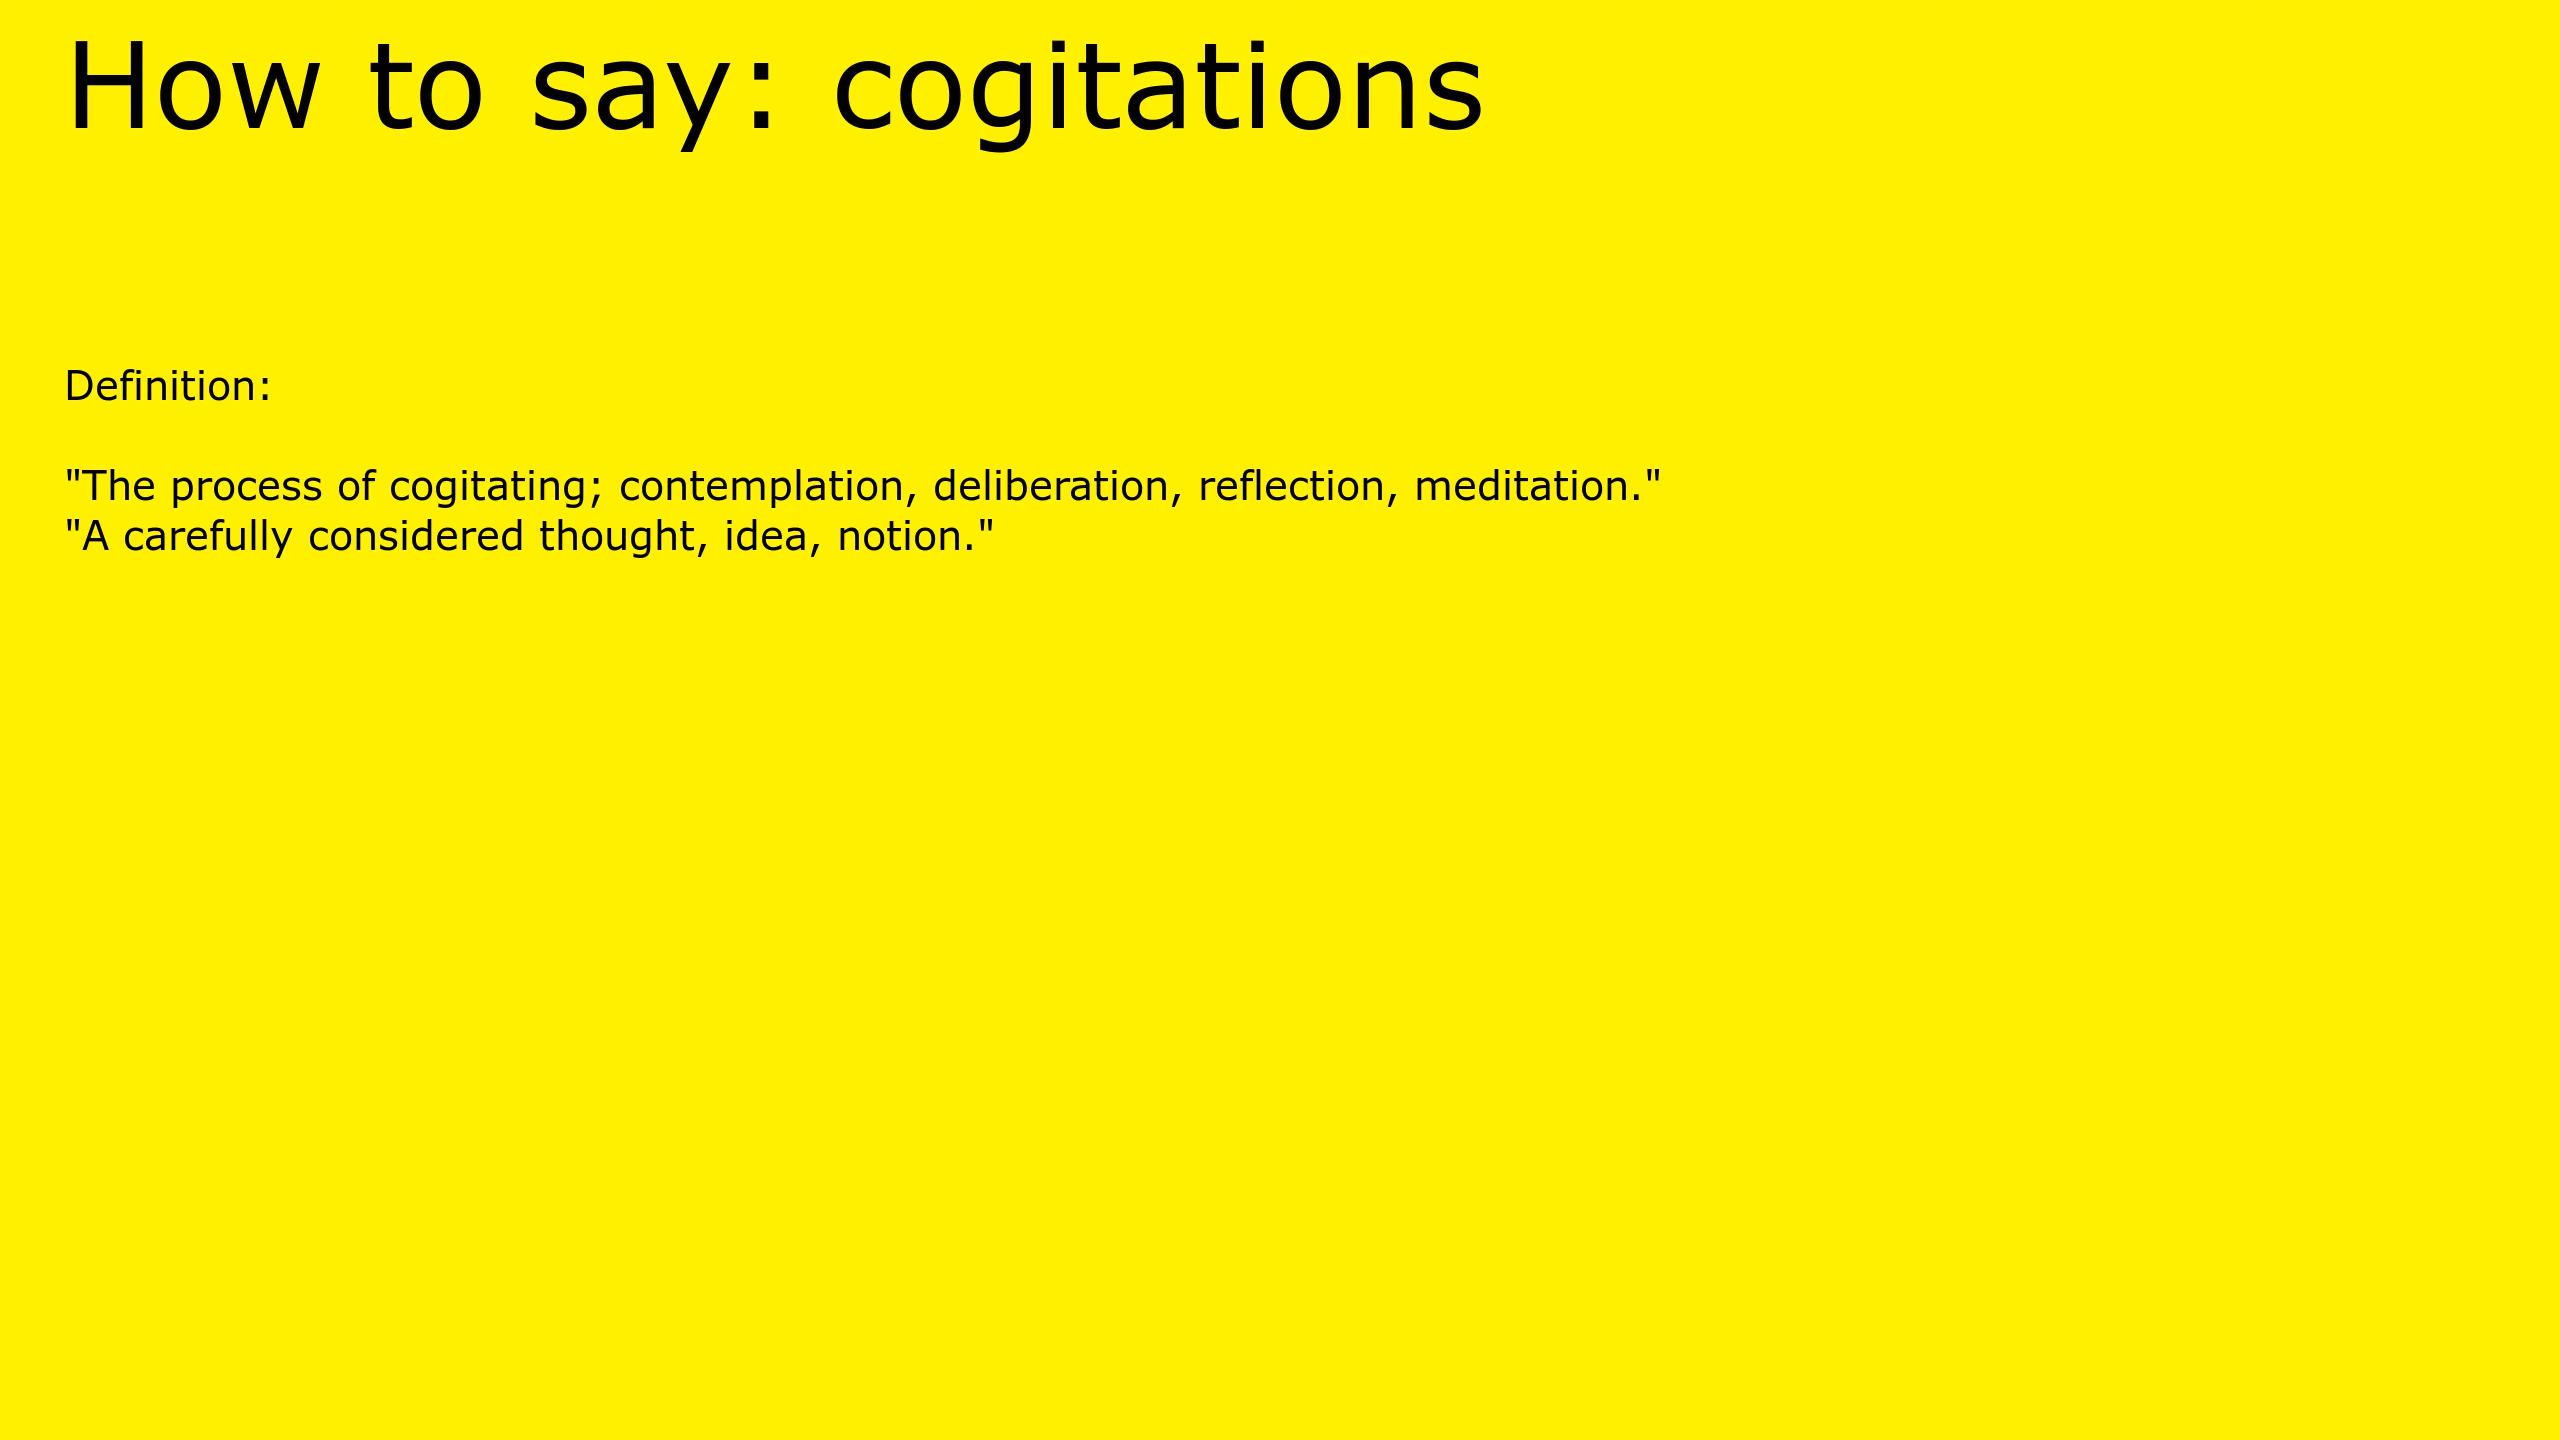 How to say: cogitations
Definition:
"The process of cogitating; contemplation, deliberation, reflection, meditation."
"A carefully considered thought, idea, notion."